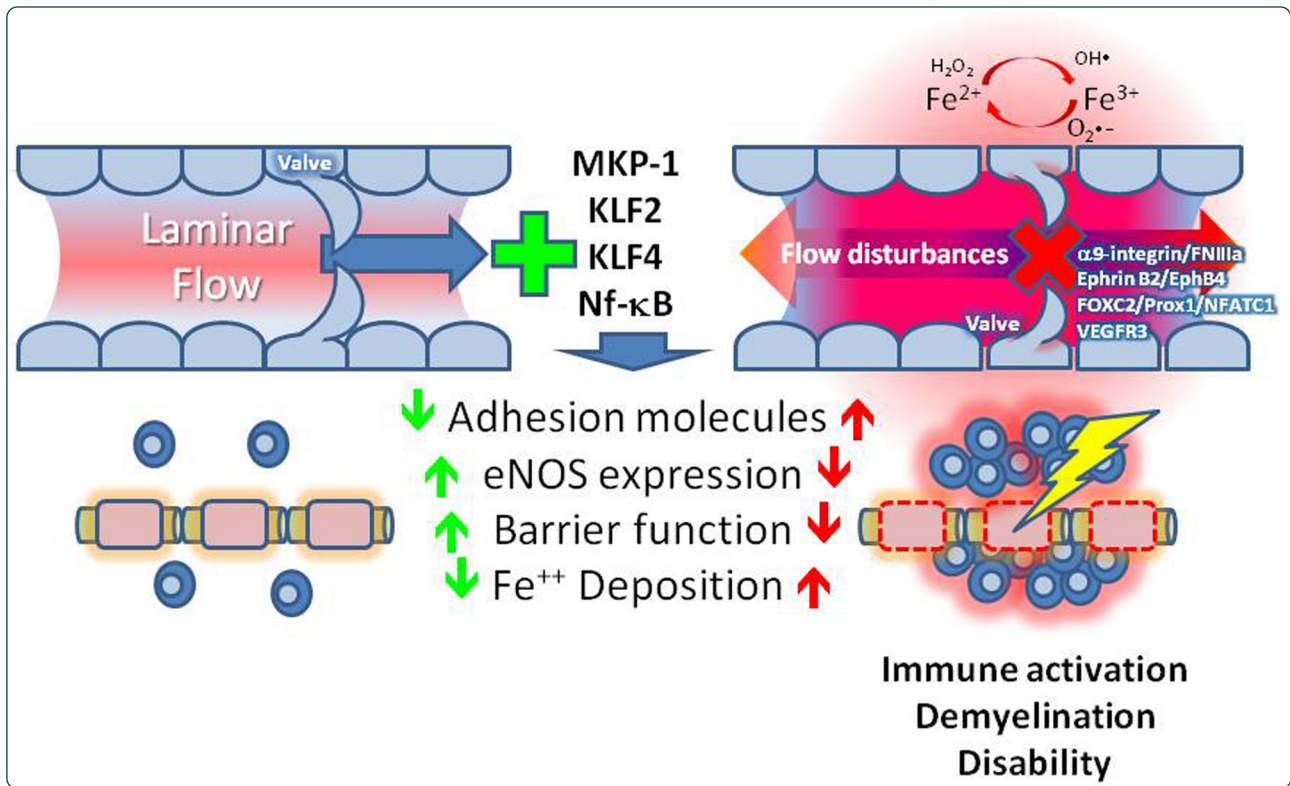 H₂O₂
OH•
Fe²⁺
Fe³⁺
O₂•-
Valve
Laminar
Flow
MKP-1
KLF2
KLF4
Nf-κB
Flow disturbances
α9-integrin/FNIIIa
Ephrin B2/EphB4
FOXC2/Prox1/NFATC1
VEGFR3
Valve
Adhesion molecules
eNOS expression
Barrier function
Fe⁺⁺ Deposition
Immune activation
Demyelination
Disability